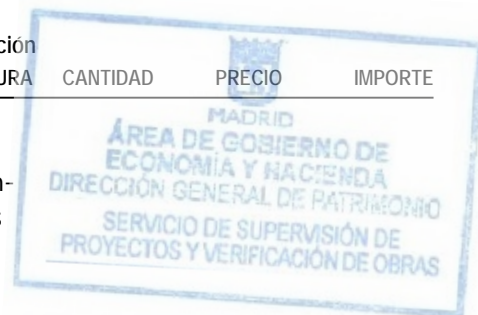 ción
URA CANTIDAD PRECIO IMPORTE
MADRID
ÁREA DE GOBIERNO DE
ECONOMÍA Y HACIENDA
n-
DIRECCIÓN GENERAL DE PATRIMONIO
s
SERVICIO DE SUPERVISIÓN DE
PROYECTOS Y VERIFICACIÓN DE OBRAS